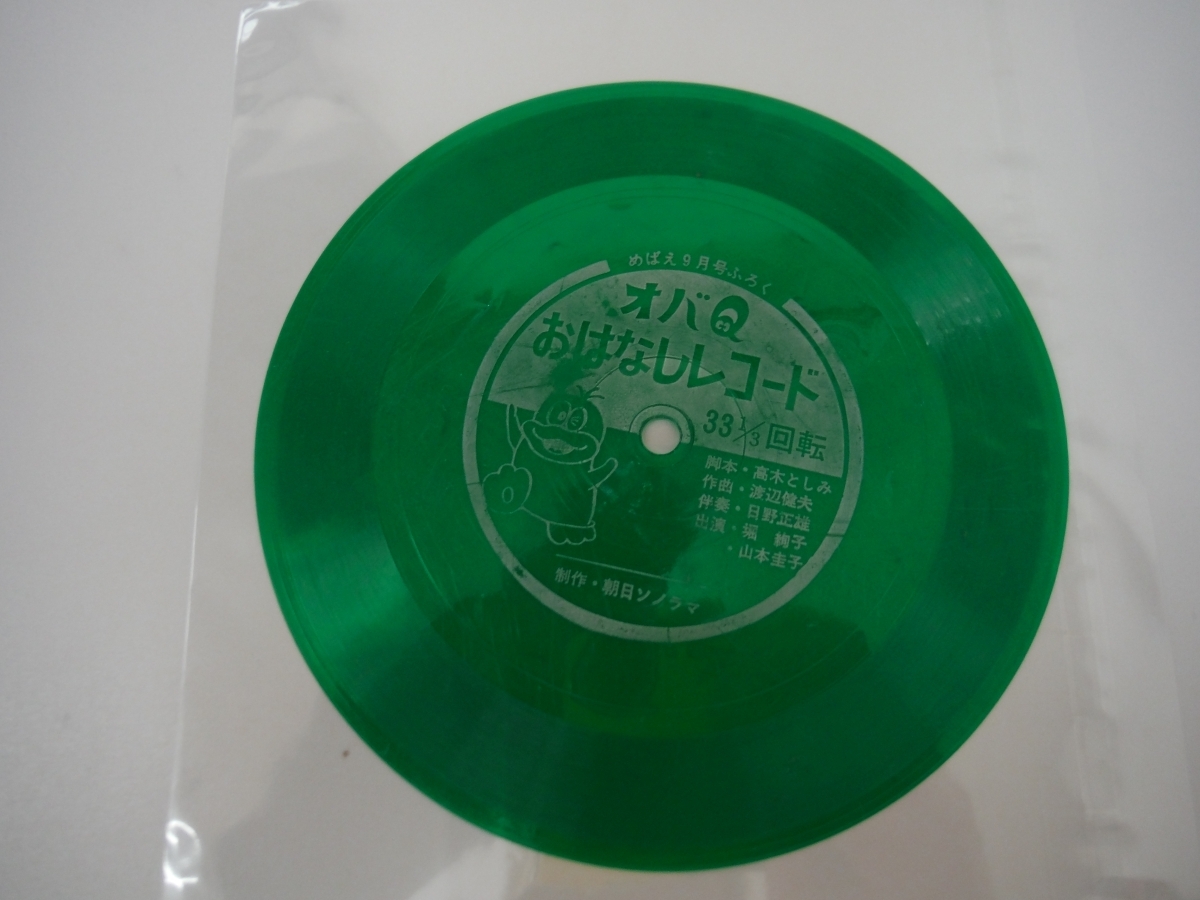 めばえ9月号ふろく
オバQ
おはなしレコード
33 1/3 回転
脚本・高木としみ
作曲・渡辺健夫
伴奏・日野正雄
出演・堀 絢子
・山本圭子
制作・朝日ソノラマ